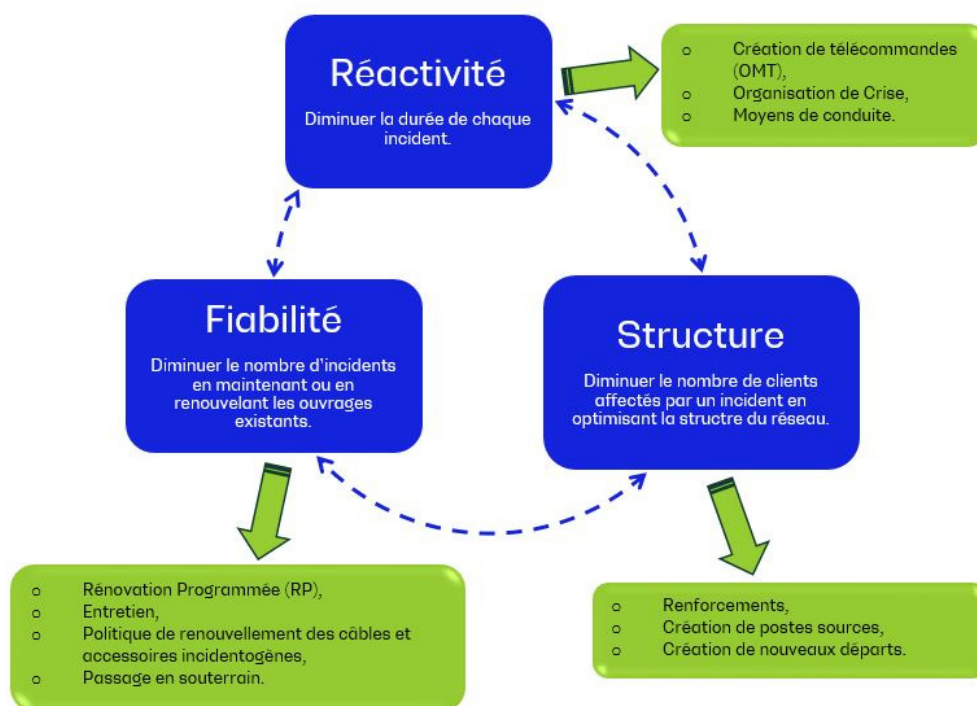 Réactivité
Diminuer la durée de chaque
incident.
o Création de télécommandes
(OMT),
o Organisation de Crise,
o Moyens de conduite.
Fiabilité
Diminuer le nombre d'incidents
en maintenant ou en
renouvelant les ouvrages
existants.
Structure
Diminuer le nombre de clients
affectés par un incident en
optimisant la structre du réseau.
o Rénovation Programmée (RP),
o Entretien,
o Politique de renouvellement des câbles et
accessoires incidentogènes,
o Passage en souterrain.
o Renforcements,
o Création de postes sources,
o Création de nouveaux départs.